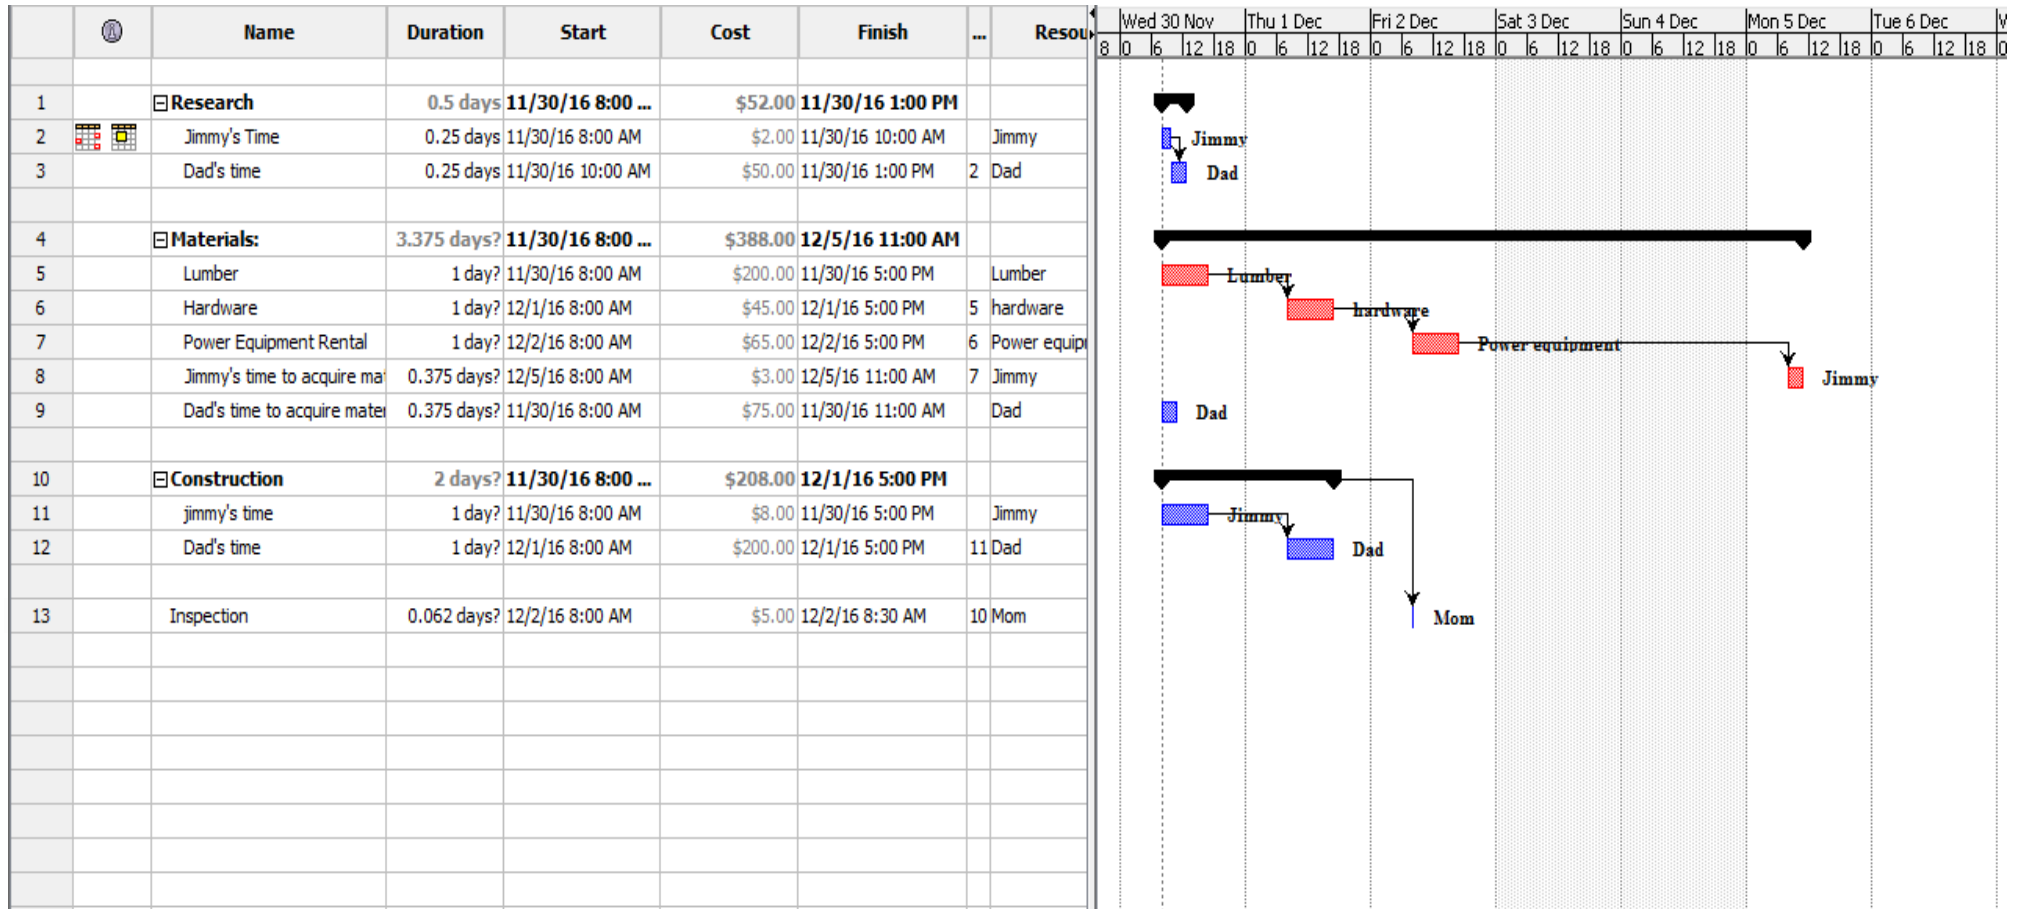 Name Duration Start Cost Finish ... Resou
Wed 30 Nov Thu 1 Dec Fri 2 Dec Sat 3 Dec Sun 4 Dec Mon 5 Dec Tue 6 Dec
8 0 6 12 18 0 6 12 18 0 6 12 18 0 6 12 18 0 6 12 18 0 6 12 18 0 6 12 18 0
1 Research 0.5 days 11/30/16 8:00 ... $52.00 11/30/16 1:00 PM
2 Jimmy's Time 0.25 days 11/30/16 8:00 AM $2.00 11/30/16 10:00 AM Jimmy Jimmy
3 Dad's time 0.25 days 11/30/16 10:00 AM $50.00 11/30/16 1:00 PM 2 Dad Dad
4 Materials: 3.375 days? 11/30/16 8:00 ... $388.00 12/5/16 11:00 AM
5 Lumber 1 day? 11/30/16 8:00 AM $200.00 11/30/16 5:00 PM Lumber Lumber
6 Hardware 1 day? 12/1/16 8:00 AM $45.00 12/1/16 5:00 PM 5 hardware hardware
7 Power Equipment Rental 1 day? 12/2/16 8:00 AM $65.00 12/2/16 5:00 PM 6 Power equip Power equipment
8 Jimmy's time to acquire ma 0.375 days? 12/5/16 8:00 AM $3.00 12/5/16 11:00 AM 7 Jimmy Jimmy
9 Dad's time to acquire mate 0.375 days? 11/30/16 8:00 AM $75.00 11/30/16 11:00 AM Dad Dad
10 Construction 2 days? 11/30/16 8:00 ... $208.00 12/1/16 5:00 PM
11 jimmy's time 1 day? 11/30/16 8:00 AM $8.00 11/30/16 5:00 PM Jimmy Jimmy
12 Dad's time 1 day? 12/1/16 8:00 AM $200.00 12/1/16 5:00 PM 11 Dad Dad
13 Inspection 0.062 days? 12/2/16 8:00 AM $5.00 12/2/16 8:30 AM 10 Mom Mom